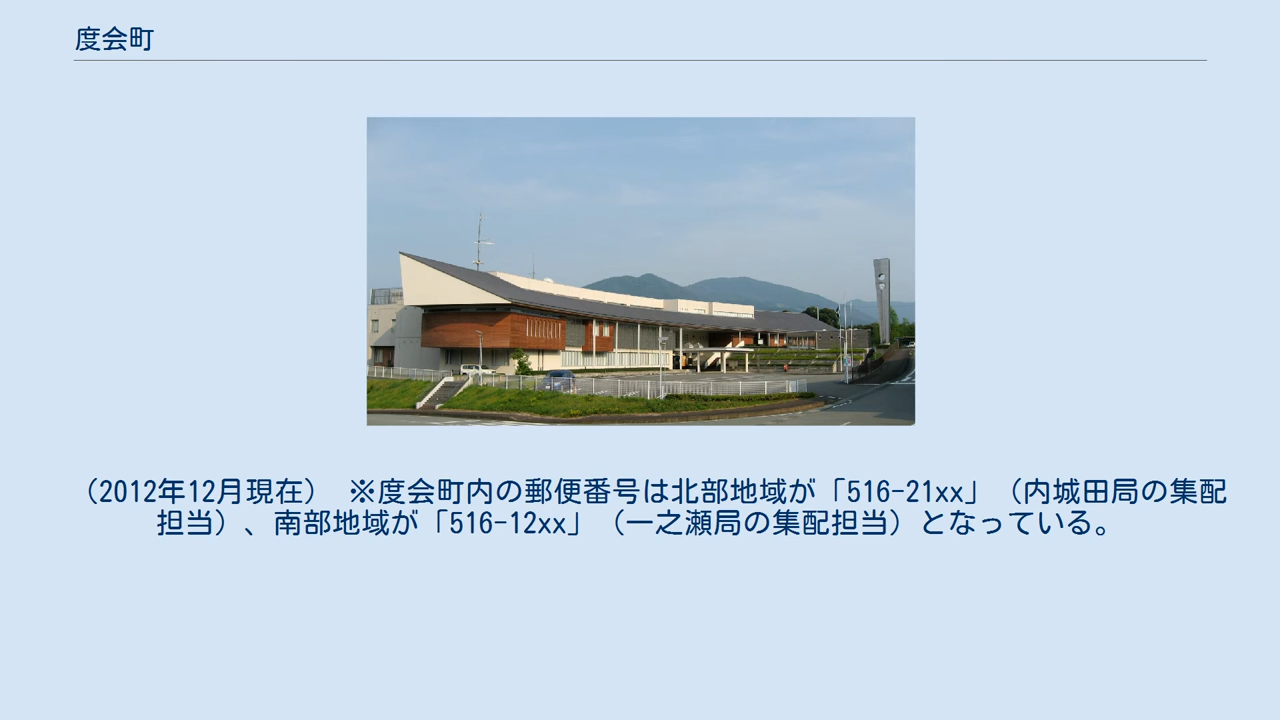 度会町
（2012年12月現在）　※度会町内の郵便番号は北部地域が「516-21xx」（内城田局の集配
担当）、南部地域が「516-12xx」（一之瀬局の集配担当）となっている。